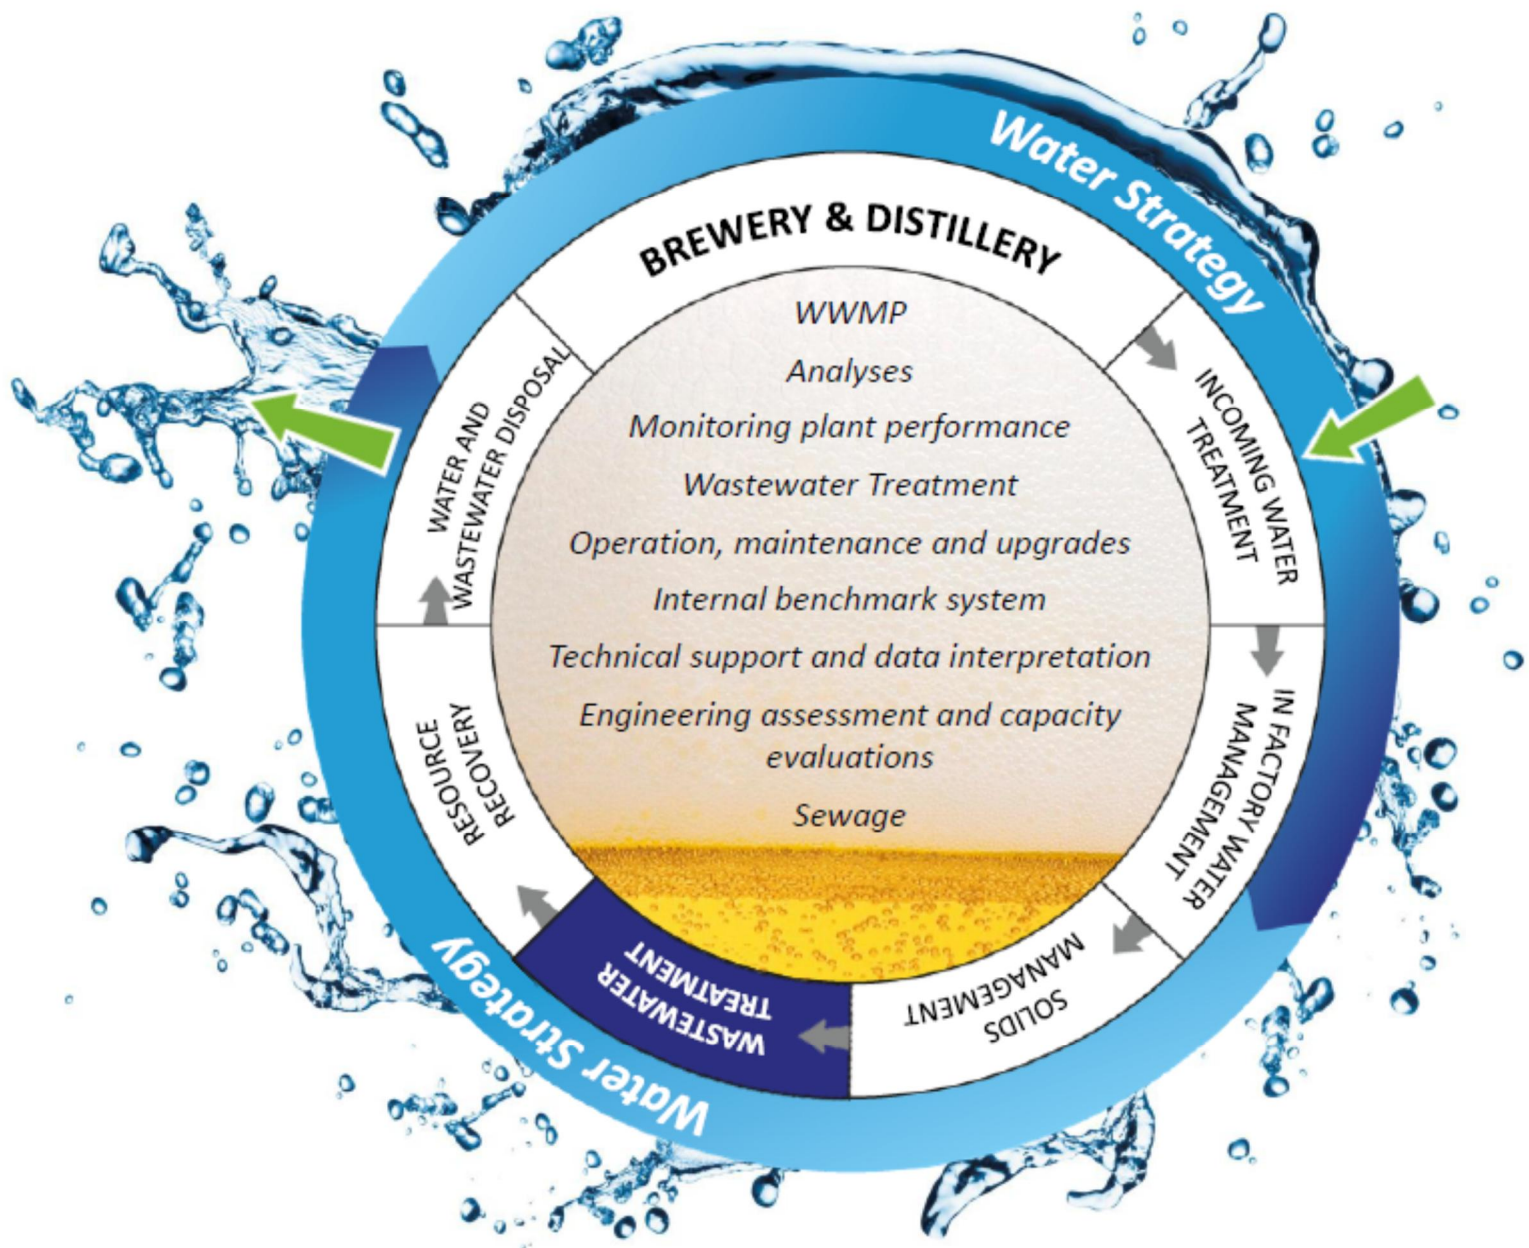 Water Strategy
BREWERY & DISTILLERY
INCOMING WATER
TREATMENT
IN FACTORY WATER
MANAGEMENT
SOLIDS
MANAGEMENT
WASTEWATER
TREATMENT
RESOURCE
RECOVERY
WATER AND
WASTEWATER DISPOSAL
WWMP
Analyses
Monitoring plant performance
Wastewater Treatment
Operation, maintenance and upgrades
Internal benchmark system
Technical support and data interpretation
Engineering assessment and capacity
evaluations
Sewage
Water Strategy